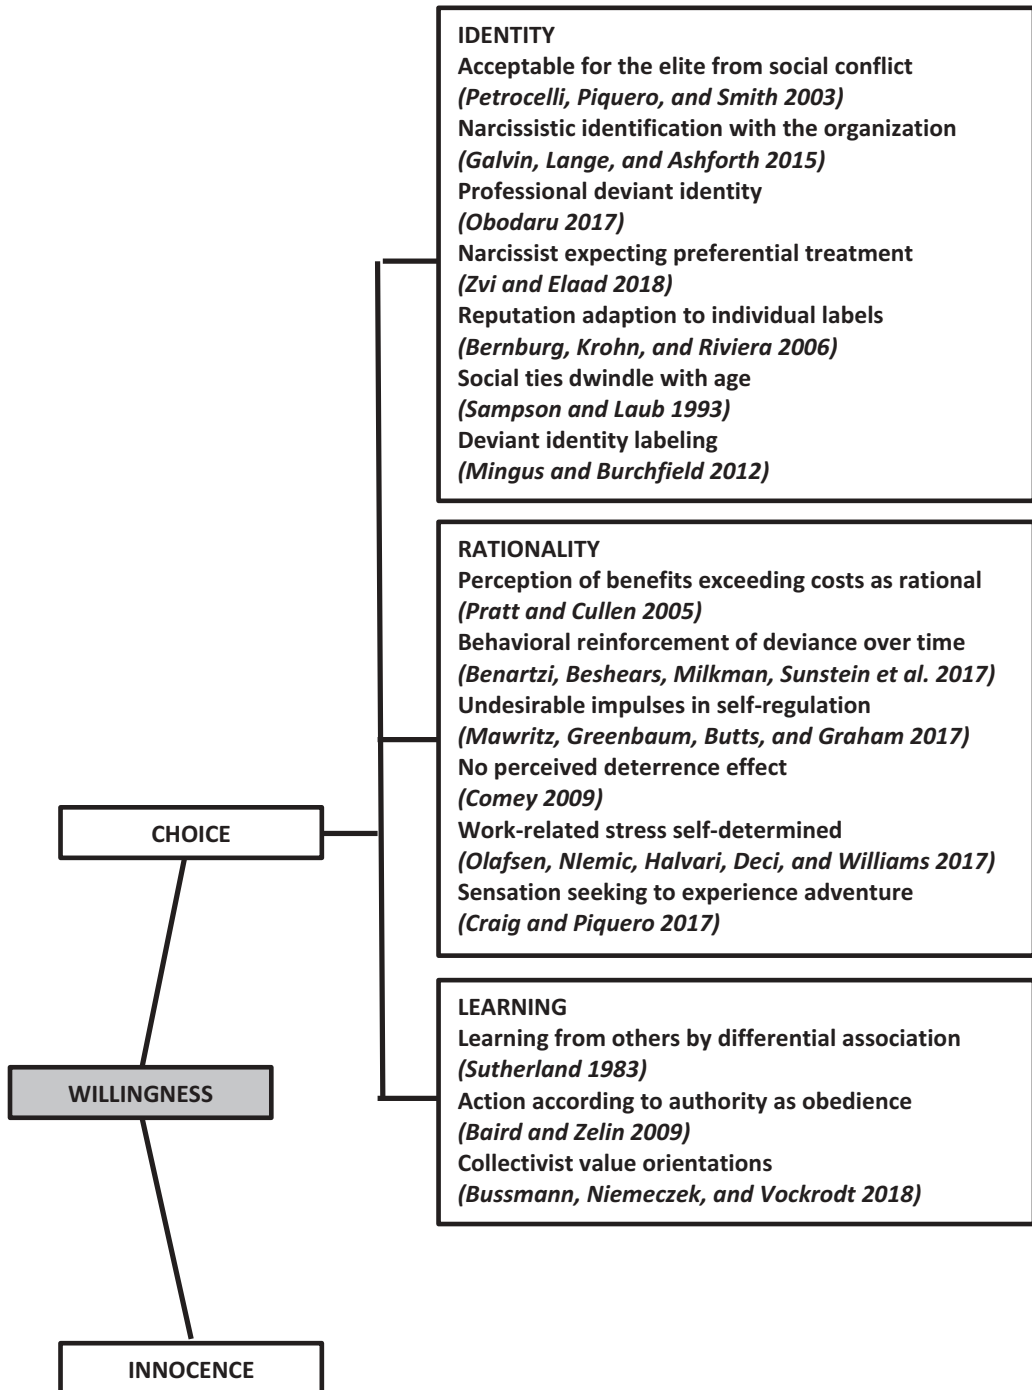 IDENTITY
Acceptable for the elite from social conflict
(Petrocelli, Piquero, and Smith 2003)
Narcissistic identification with the organization
(Galvin, Lange, and Ashforth 2015)
Professional deviant identity
(Obodaru 2017)
Narcissist expecting preferential treatment
(Zvi and Elaad 2018)
Reputation adaption to individual labels
(Bernburg, Krohn, and Riviera 2006)
Social ties dwindle with age
(Sampson and Laub 1993)
Deviant identity labeling
(Mingus and Burchfield 2012)
RATIONALITY
Perception of benefits exceeding costs as rational
(Pratt and Cullen 2005)
Behavioral reinforcement of deviance over time
(Benartzi, Beshears, Milkman, Sunstein et al. 2017)
Undesirable impulses in self-regulation
(Mawritz, Greenbaum, Butts, and Graham 2017)
No perceived deterrence effect
(Comey 2009)
Work-related stress self-determined
(Olafsen, NIemic, Halvari, Deci, and Williams 2017)
Sensation seeking to experience adventure
(Craig and Piquero 2017)
CHOICE
LEARNING
Learning from others by differential association
(Sutherland 1983)
Action according to authority as obedience
(Baird and Zelin 2009)
Collectivist value orientations
(Bussmann, Niemeczek, and Vockrodt 2018)
WILLINGNESS
INNOCENCE